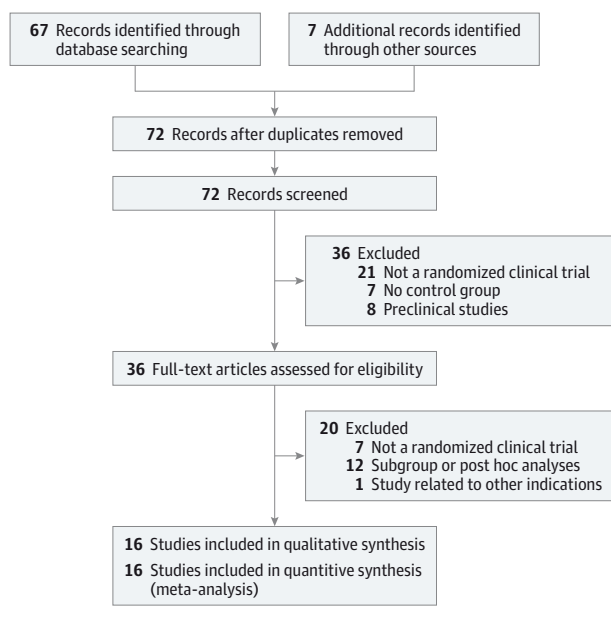 67 Records identified through
database searching
7 Additional records identified
through other sources
72 Records after duplicates removed
72 Records screened
36 Excluded
21 Not a randomized clinical trial
7 No control group
8 Preclinical studies
36 Full-text articles assessed for eligibility
20 Excluded
7 Not a randomized clinical trial
12 Subgroup or post hoc analyses
1 Study related to other indications
16 Studies included in qualitative synthesis
16 Studies included in quantitive synthesis
(meta-analysis)